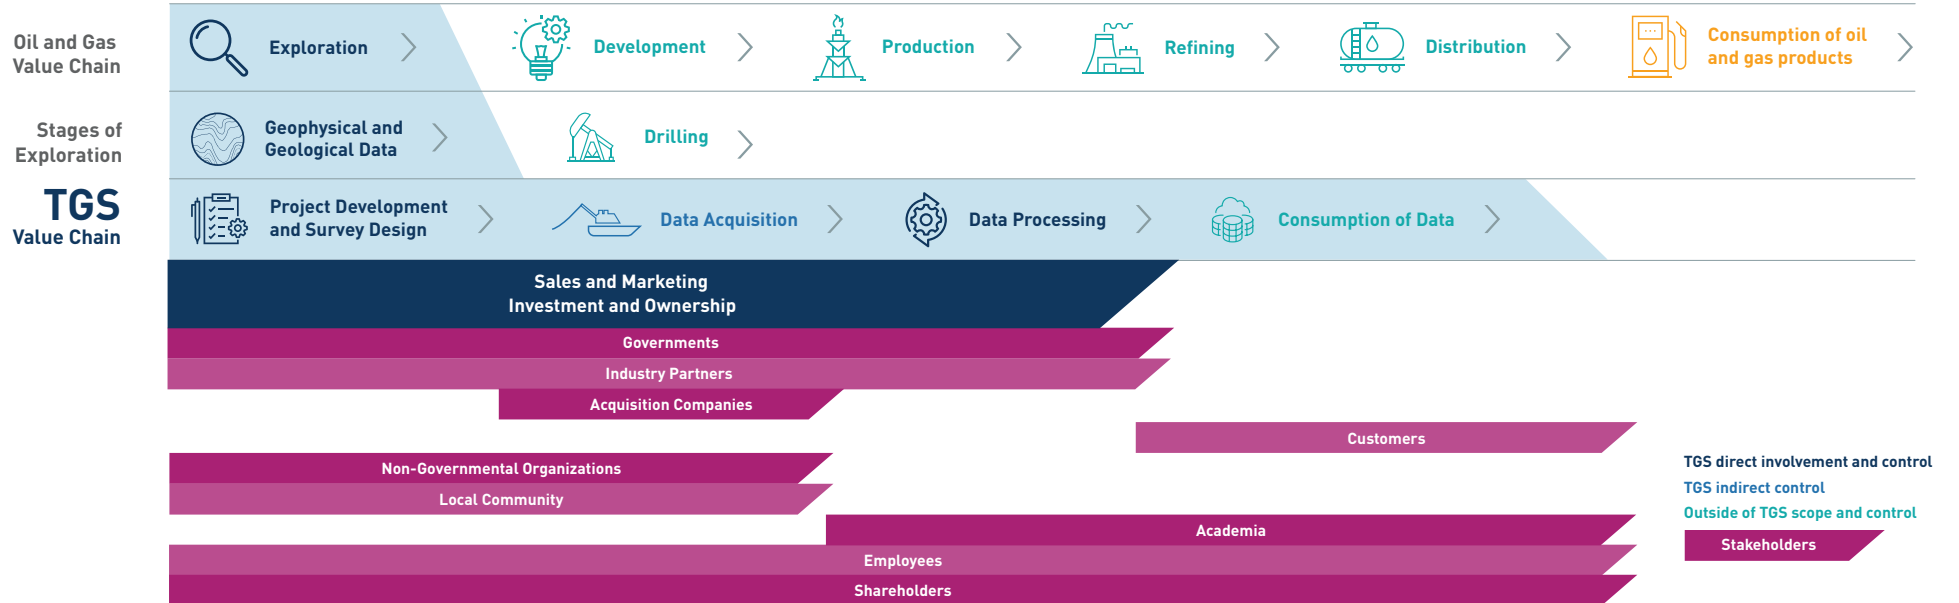 Oil and Gas
Value Chain
Exploration
Development
Production
Refining
Distribution
Consumption of oil
and gas products
Stages of
Exploration
Geophysical and
Geological Data
Drilling
TGS
Value Chain
Project Development
and Survey Design
Data Acquisition
Data Processing
Consumption of Data
Sales and Marketing
Investment and Ownership
Governments
Industry Partners
Acquisition Companies
Customers
Non-Governmental Organizations
Local Community
Academia
Employees
Shareholders
TGS direct involvement and control
TGS indirect control
Outside of TGS scope and control
Stakeholders